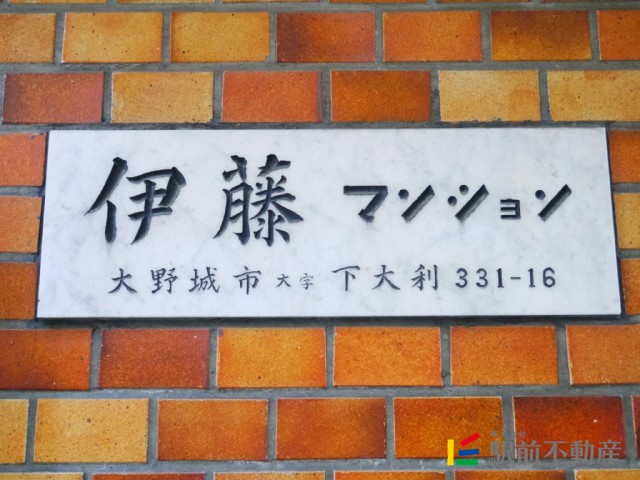 伊藤 マンション
大野城市大字 下大利 331-16
駅前不動産